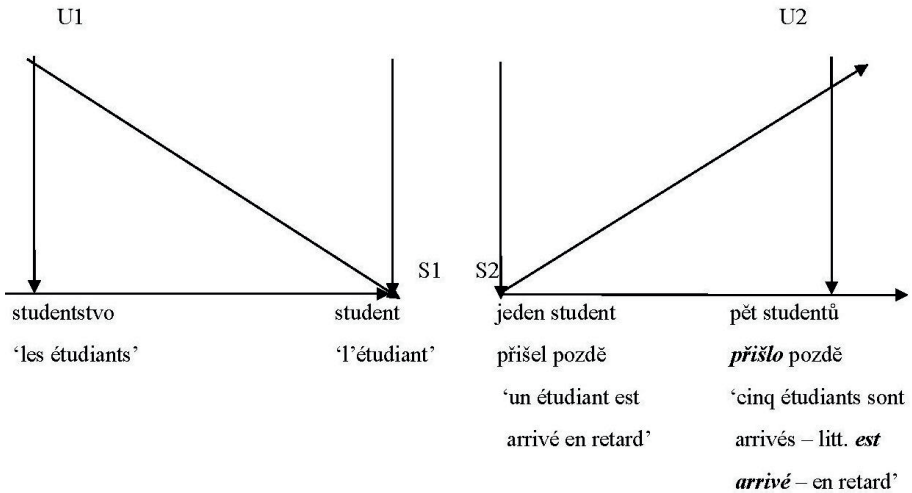 U1
U2
S1
S2
studentstvo
'les étudiants'
student
'l'étudiant'
jeden student
přišel pozdě
'un étudiant est
arrivé en retard'
pět studentů
přišlo pozdě
'cinq étudiants sont
arrivés – litt. est
arrivé – en retard'